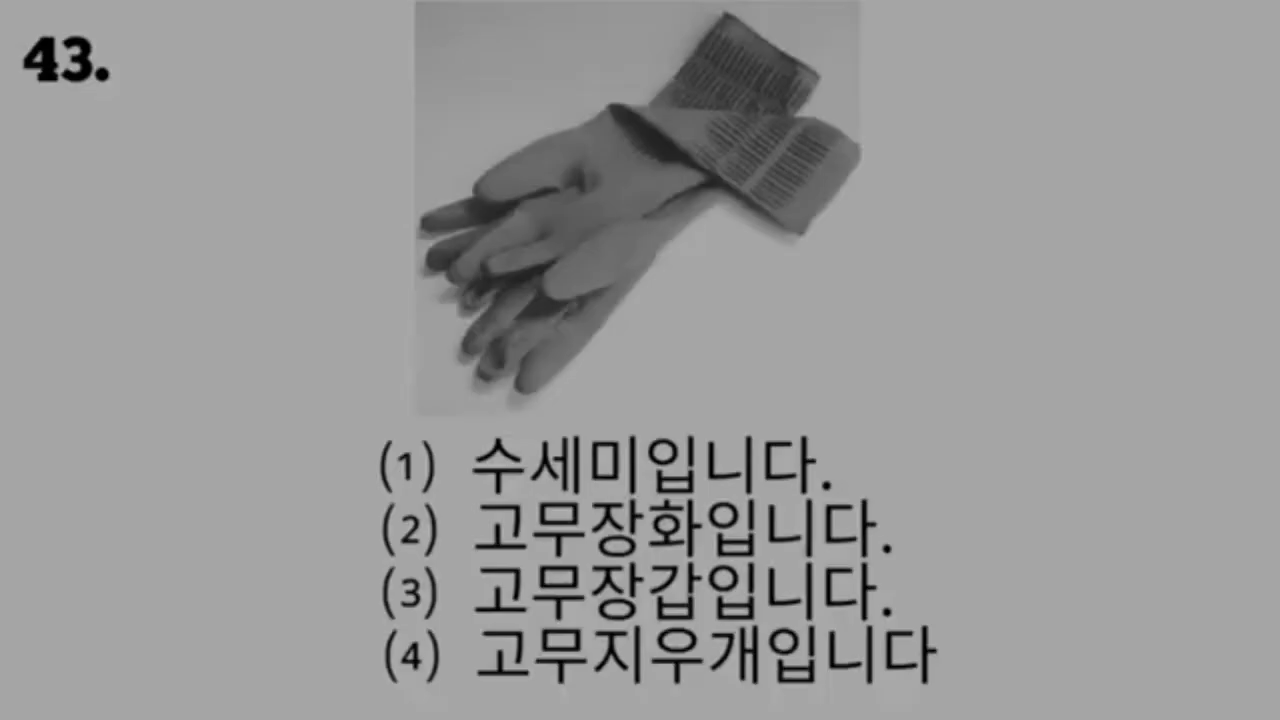 43.
(1) 수세미입니다.
(2) 고무장화입니다.
(3) 고무장갑입니다.
(4) 고무지우개입니다